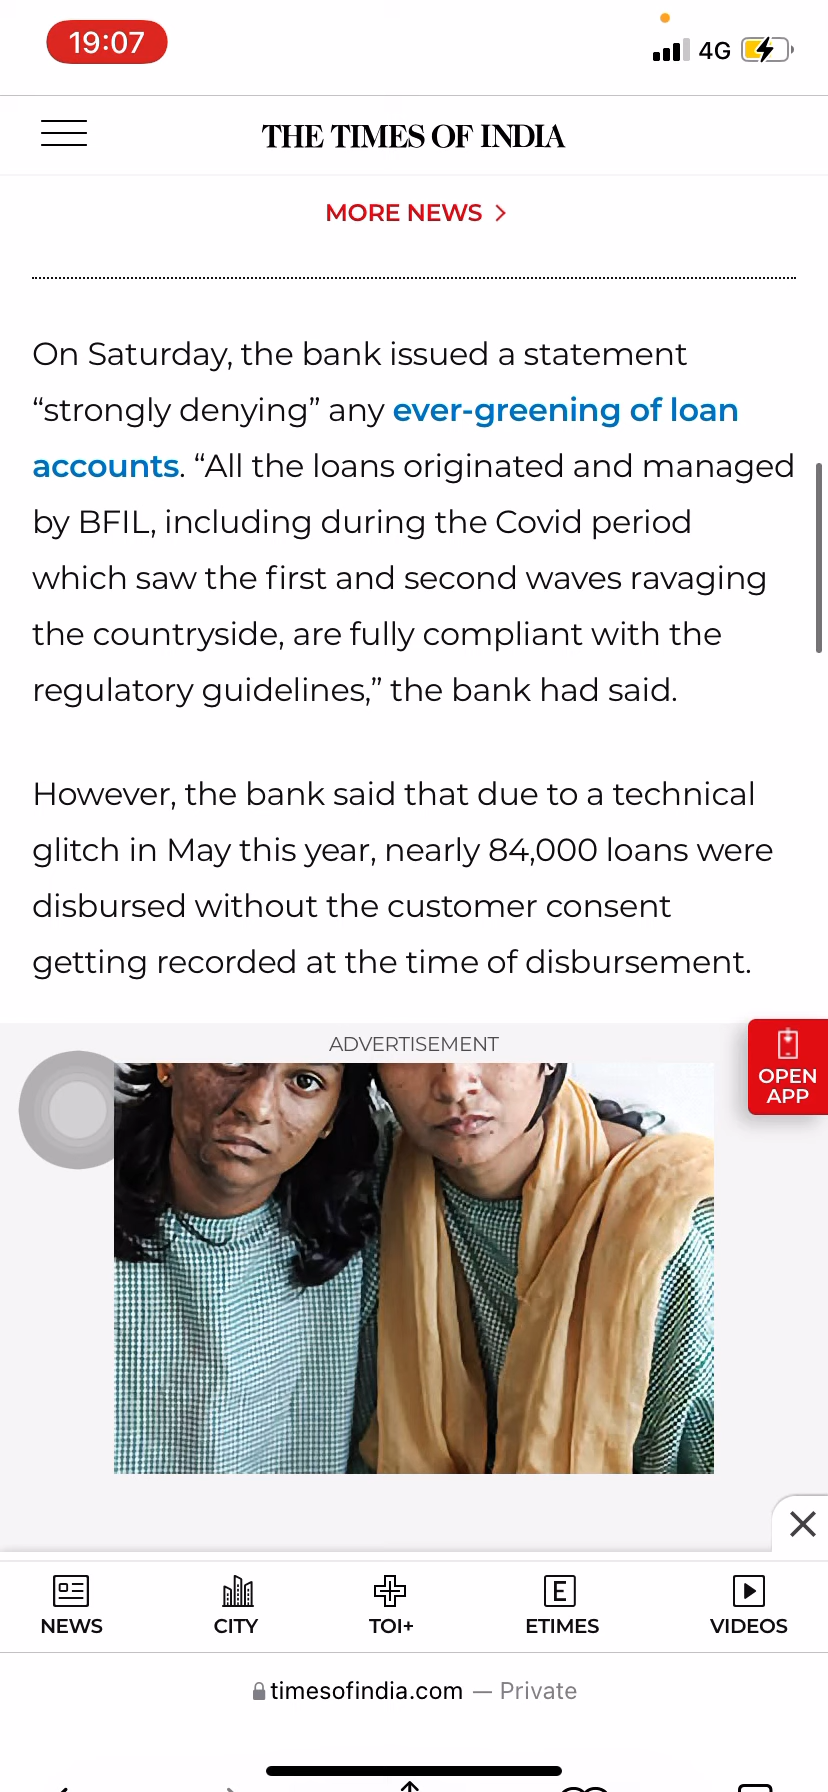 19:07
4G
THE TIMES OF INDIA
MORE NEWS >
On Saturday, the bank issued a statement
“strongly denying” any ever-greening of loan
accounts. “All the loans originated and managed
by BFIL, including during the Covid period
which saw the first and second waves ravaging
the countryside, are fully compliant with the
regulatory guidelines,” the bank had said.
However, the bank said that due to a technical
glitch in May this year, nearly 84,000 loans were
disbursed without the customer consent
getting recorded at the time of disbursement.
ADVERTISEMENT
OPEN
APP
E
NEWS
CITY
TOI+
ETIMES
VIDEOS
timesofindia.com — Private